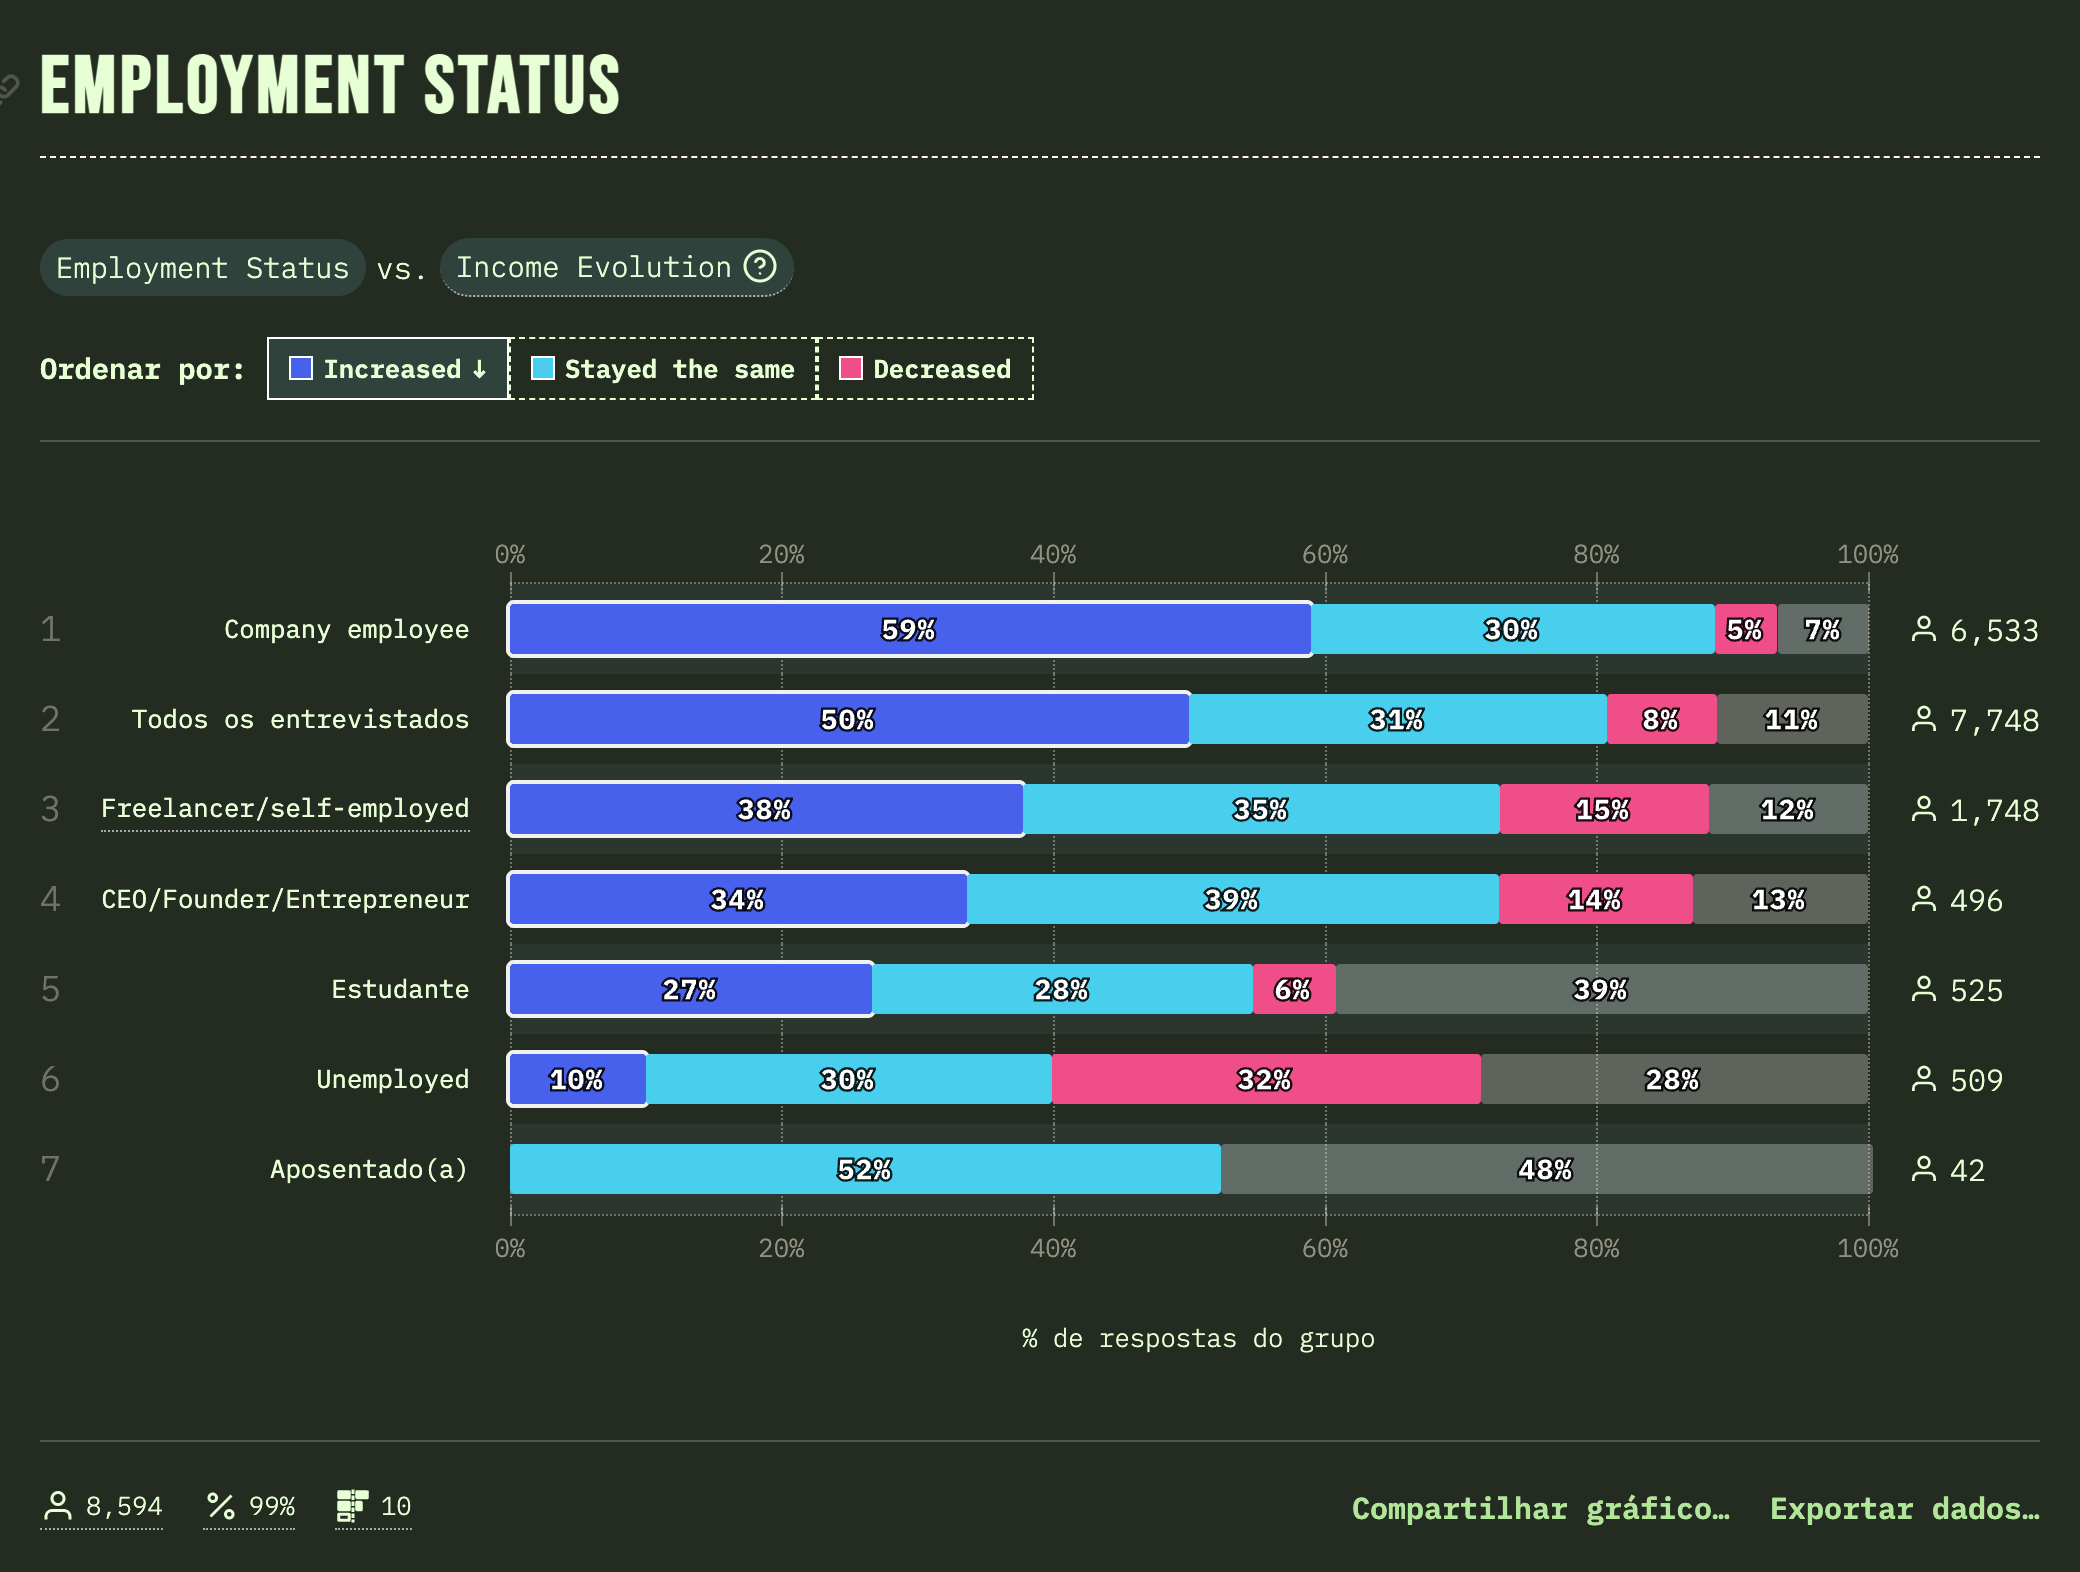 EMPLOYMENT STATUS
Employment Status vs. Income Evolution ?
Ordenar por: Increased ↓ Stayed the same Decreased
0% 20% 40% 60% 80% 100%
1 Company employee 59% 30% 5% 7% 6,533
2 Todos os entrevistados 50% 31% 8% 11% 7,748
3 Freelancer/self-employed 38% 35% 15% 12% 1,748
4 CEO/Founder/Entrepreneur 34% 39% 14% 13% 496
5 Estudante 27% 28% 6% 39% 525
6 Unemployed 10% 30% 32% 28% 509
7 Aposentado(a) 52% 48% 42
0% 20% 40% 60% 80% 100%
% de respostas do grupo
8,594 % 99% 10 Compartilhar gráfico… Exportar dados…